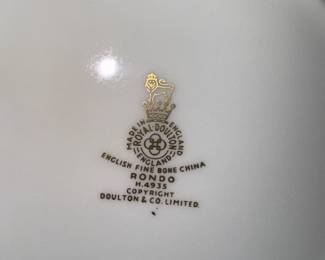 MADE IN ENGLAND
ROYAL DOULTON
ENGLAND
ENGLISH FINE BONE CHINA
RONDO
H.4935
COPYRIGHT
DOULTON & CO. LIMITED.